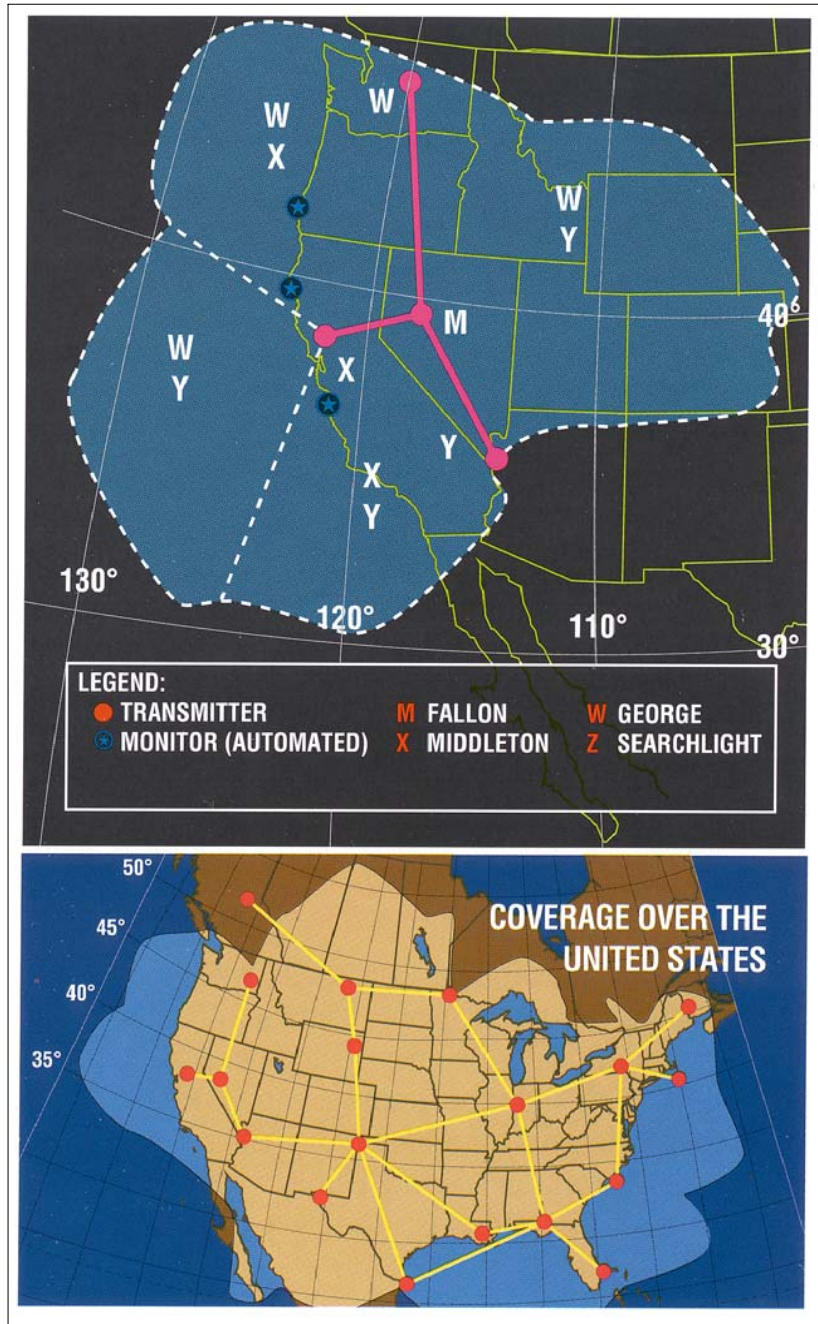 W
W
X
W
Y
40⁶
M
W
Y
X
Y
X
Y
130°
120°
110°
30°
LEGEND:
TRANSMITTER
M FALLON
W GEORGE
MONITOR (AUTOMATED)
X MIDDLETON
Z SEARCHLIGHT
50°
45°
40°
35°
COVERAGE OVER THE
UNITED STATES